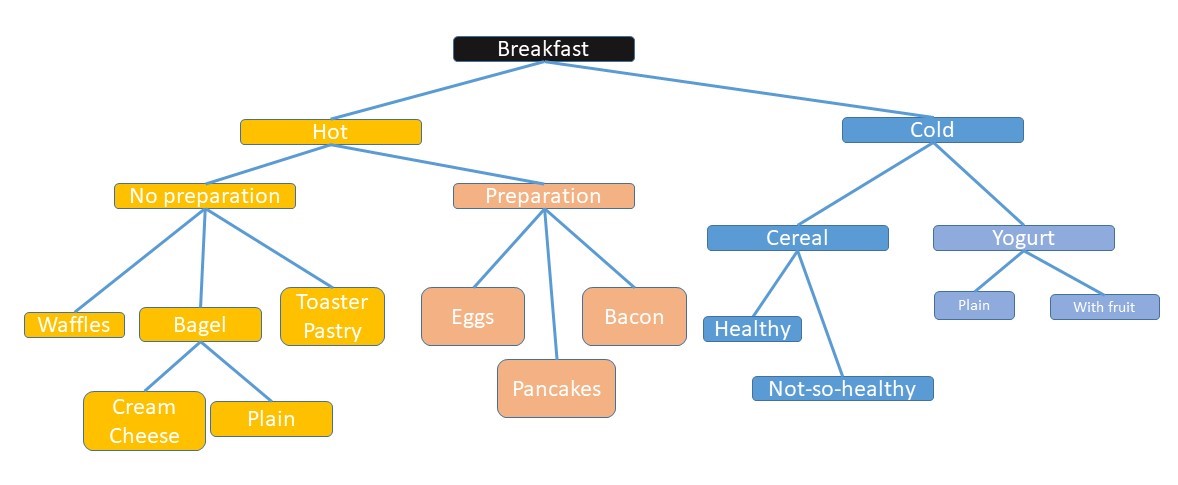 Breakfast
Hot
Cold
No preparation
Preparation
Cereal
Yogurt
Waffles
Bagel
Toaster
Pastry
Eggs
Bacon
Pancakes
Healthy
Not-so-healthy
Plain
With fruit
Cream
Cheese
Plain